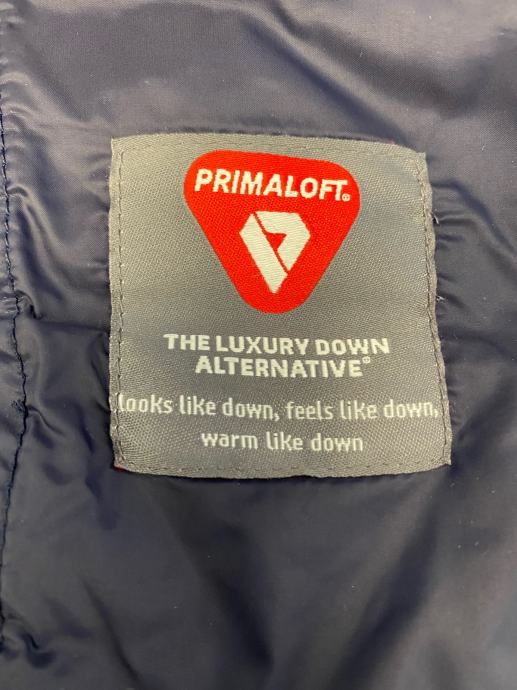 PRIMALOFT®
THE LUXURY DOWN
ALTERNATIVE®
looks like down, feels like down,
warm like down